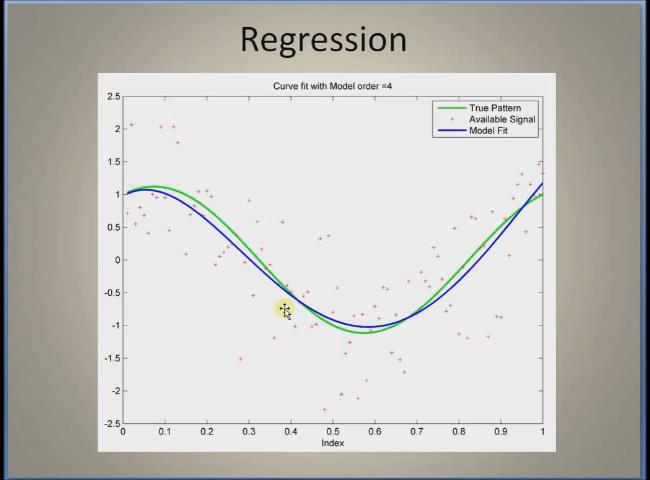 Regression
Curve fit with Model order =4
True Pattern
Available Signal
Model Fit
2.5
2
1.5
1
0.5
0
-0.5
-1
-1.5
-2
-2.5
0 0.1 0.2 0.3 0.4 0.5 0.6 0.7 0.8 0.9 1
Index